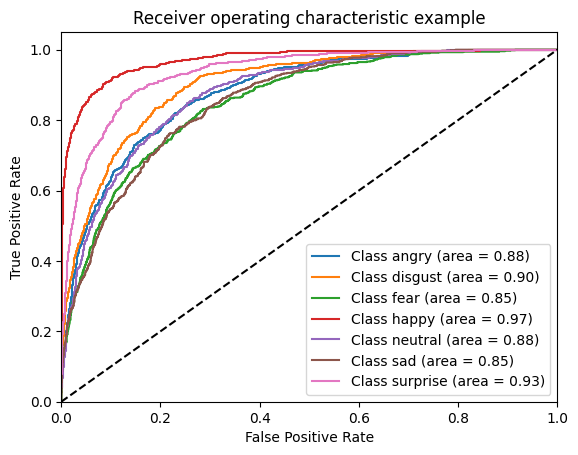 Receiver operating characteristic example
True Positive Rate
1.0
0.8
0.6
0.4
0.2
0.0
Class angry (area = 0.88)
Class disgust (area = 0.90)
Class fear (area = 0.85)
Class happy (area = 0.97)
Class neutral (area = 0.88)
Class sad (area = 0.85)
Class surprise (area = 0.93)
0.0 0.2 0.4 0.6 0.8 1.0
False Positive Rate